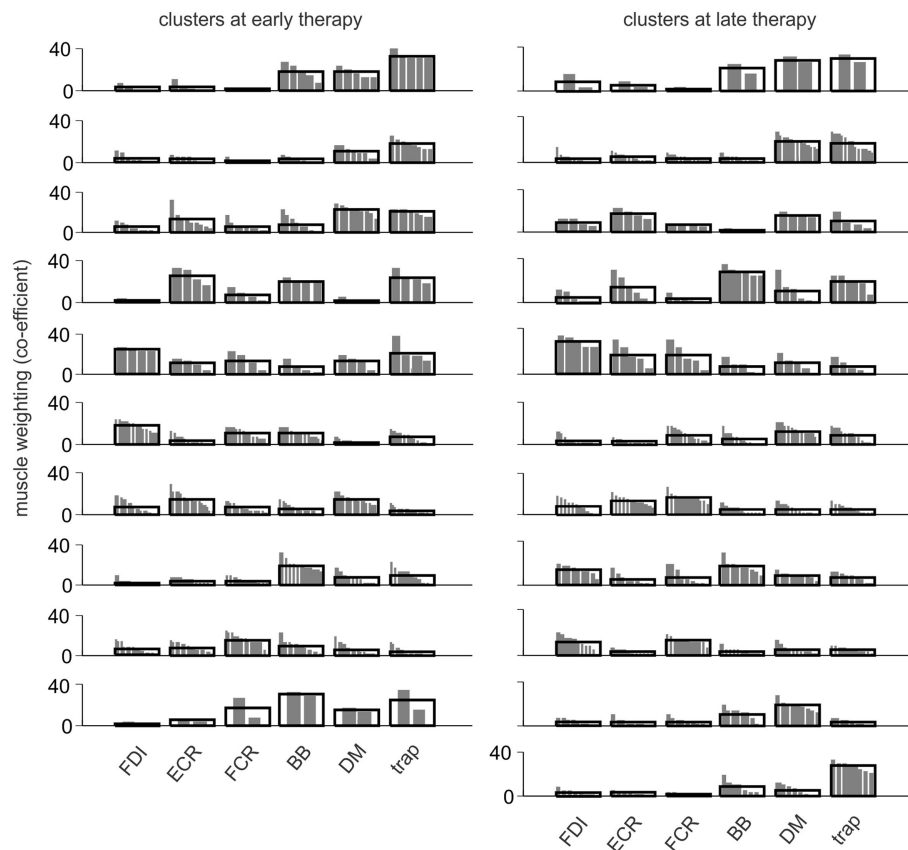 clusters at early therapy
clusters at late therapy
muscle weighting (co-efficient)
40
0
40
0
40
0
40
0
40
0
40
0
40
0
40
0
40
0
40
0
FDI
ECR
FCR
BB
DM
trap
40
0
FDI
ECR
FCR
BB
DM
trap